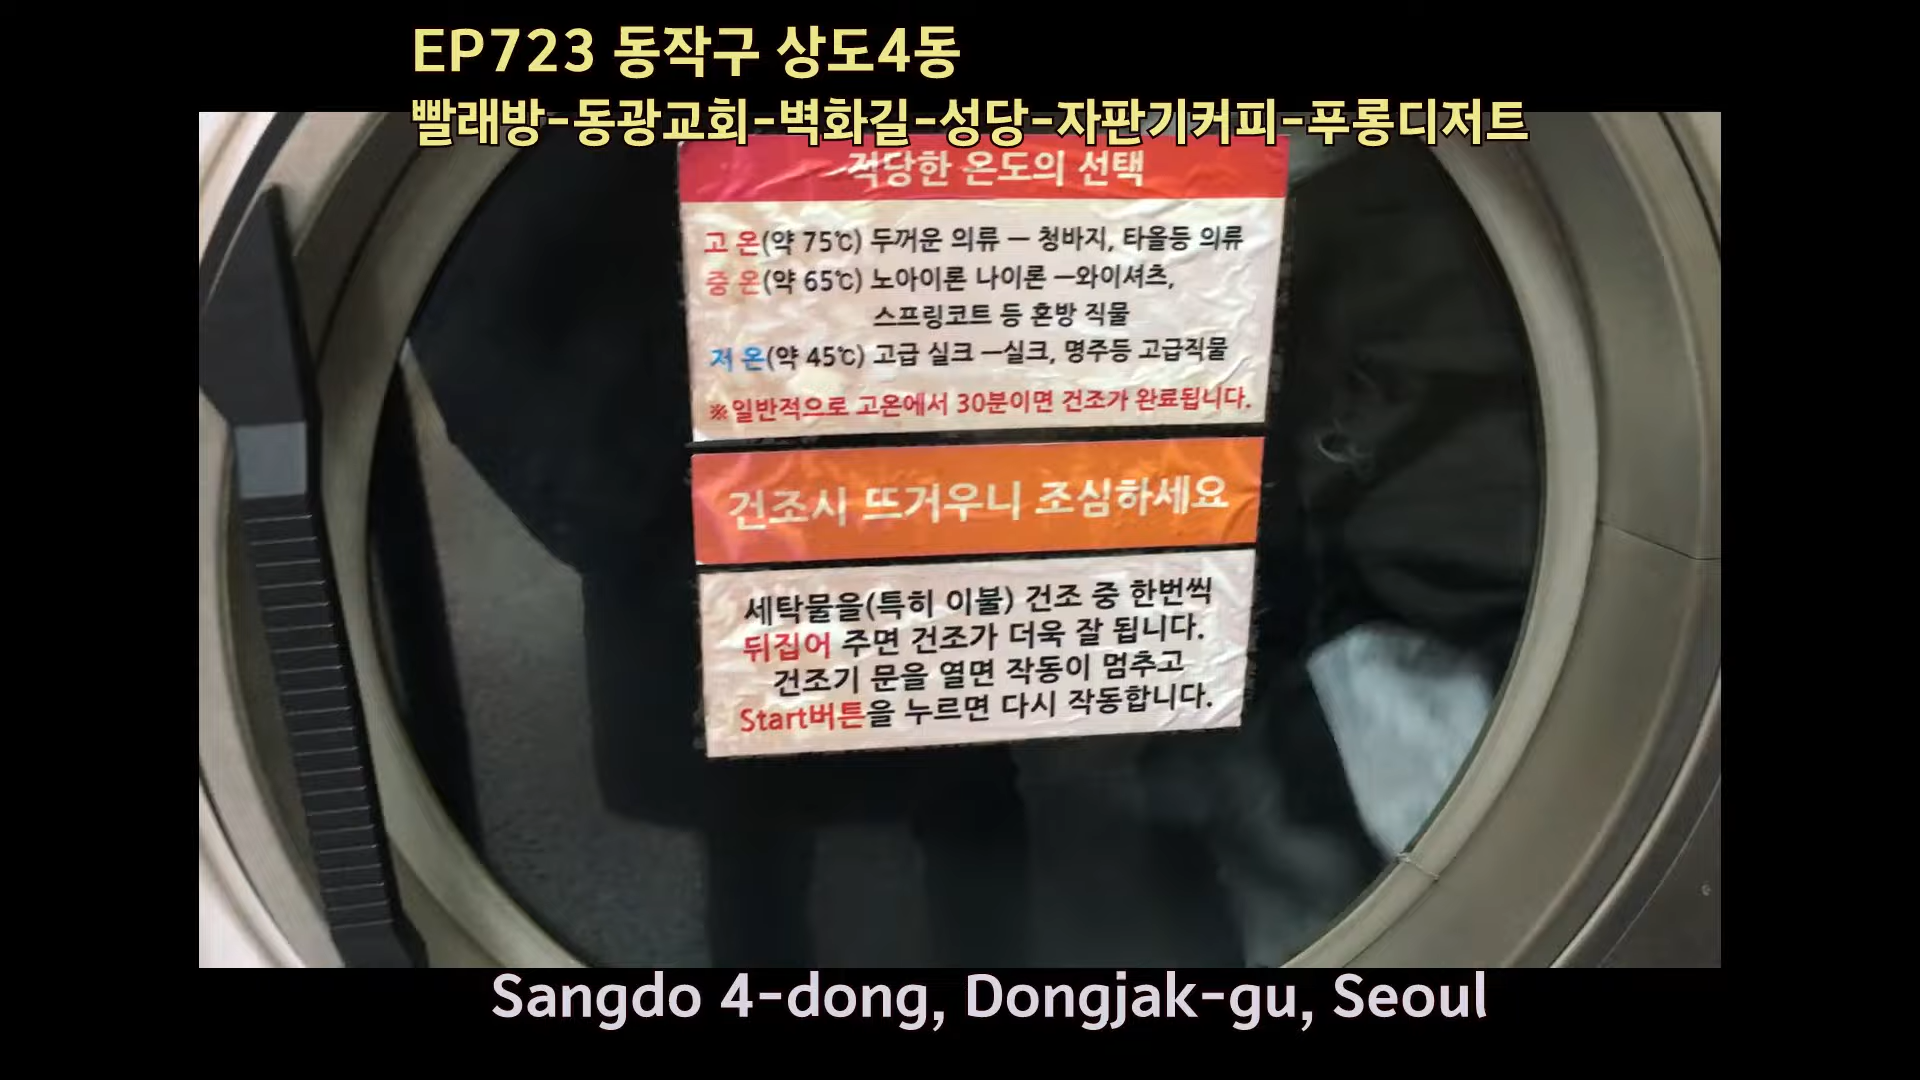 EP723 동작구 상도4동
빨래방-동광교회-벽화길-성당-자판기커피-푸롱디저트
적당한 온도의 선택
고 온(약 75℃) 두꺼운 의류 — 청바지, 타올등 의류
중 온(약 65℃) 노아이론 나이론 —와이셔츠,
스프링코트 등 혼방 직물
저 온(약 45℃) 고급 실크 —실크, 명주등 고급직물
※일반적으로 고온에서 30분이면 건조가 완료됩니다.
건조시 뜨거우니 조심하세요
세탁물을(특히 이불) 건조 중 한번씩
뒤집어 주면 건조가 더욱 잘 됩니다.
건조기 문을 열면 작동이 멈추고
Start버튼을 누르면 다시 작동합니다.
Sangdo 4-dong, Dongjak-gu, Seoul